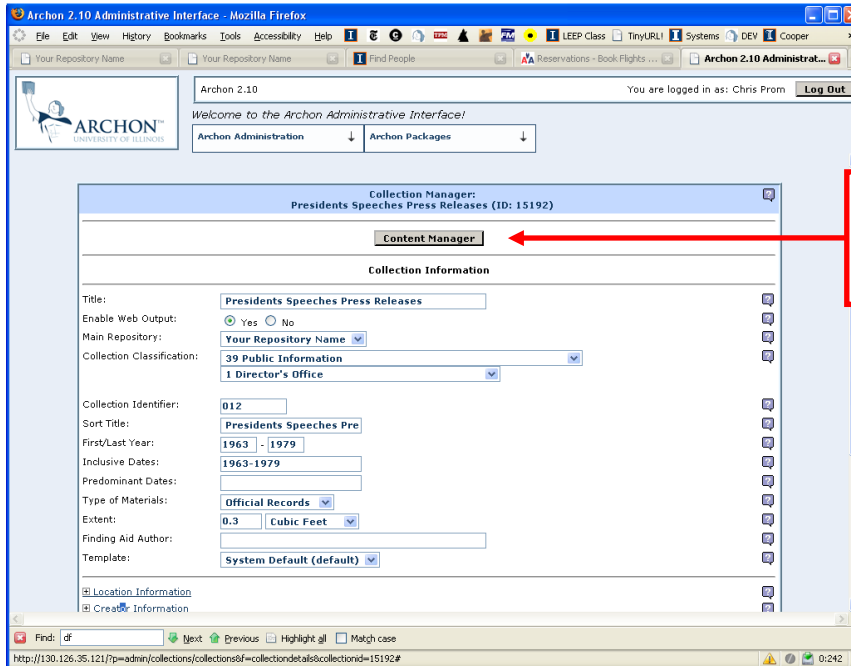 Archon 2.10 Administrative Interface - Mozilla Firefox
File Edit View History Bookmarks Tools Accessibility Help LEEP Class TinyURL! Systems DEV Cooper
Your Repository Name Your Repository Name Find People Reservations - Book Flights ... Archon 2.10 Administrat...
ARCHON™
UNIVERSITY OF ILLINOIS
Archon 2.10 You are logged in as: Chris Prom Log Out
Welcome to the Archon Administrative Interface!
Archon Administration ↓ Archon Packages ↓
Collection Manager:
Presidents Speeches Press Releases (ID: 15192)
Content Manager
Collection Information
Title: Presidents Speeches Press Releases
Enable Web Output: Yes No
Main Repository: Your Repository Name
Collection Classification: 39 Public Information
1 Director's Office
Collection Identifier: 012
Sort Title: Presidents Speeches Pre
First/Last Year: 1963 - 1979
Inclusive Dates: 1963-1979
Predominant Dates:
Type of Materials: Official Records
Extent: 0.3 Cubic Feet
Finding Aid Author:
Template: System Default (default)
Location Information
Creator Information
Find: df Next Previous Highlight all Match case
http://130.126.35.121/?p=admin/collections/collections&f=collectiondetails&collectionid=15192# 0:242